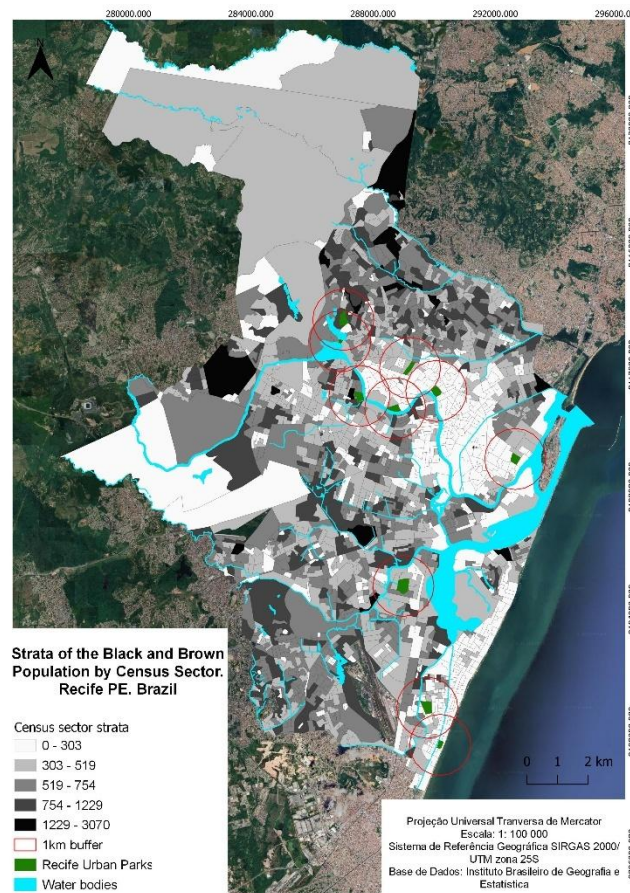 280000.000 284000.000 288000.000 292000.000 296000.000
N
Strata of the Black and Brown
Population by Census Sector.
Recife PE. Brazil
Census sector strata
0 - 303
303 - 519
519 - 754
754 - 1229
1229 - 3070
1km buffer
Recife Urban Parks
Water bodies
0 1 2 km
Projeção Universal Tranversa de Mercator
Escala: 1: 100 000
Sistema de Referência Geográfica SIRGAS 2000/
UTM zona 25S
Base de Dados: Instituto Brasileiro de Geografia e
Estatística